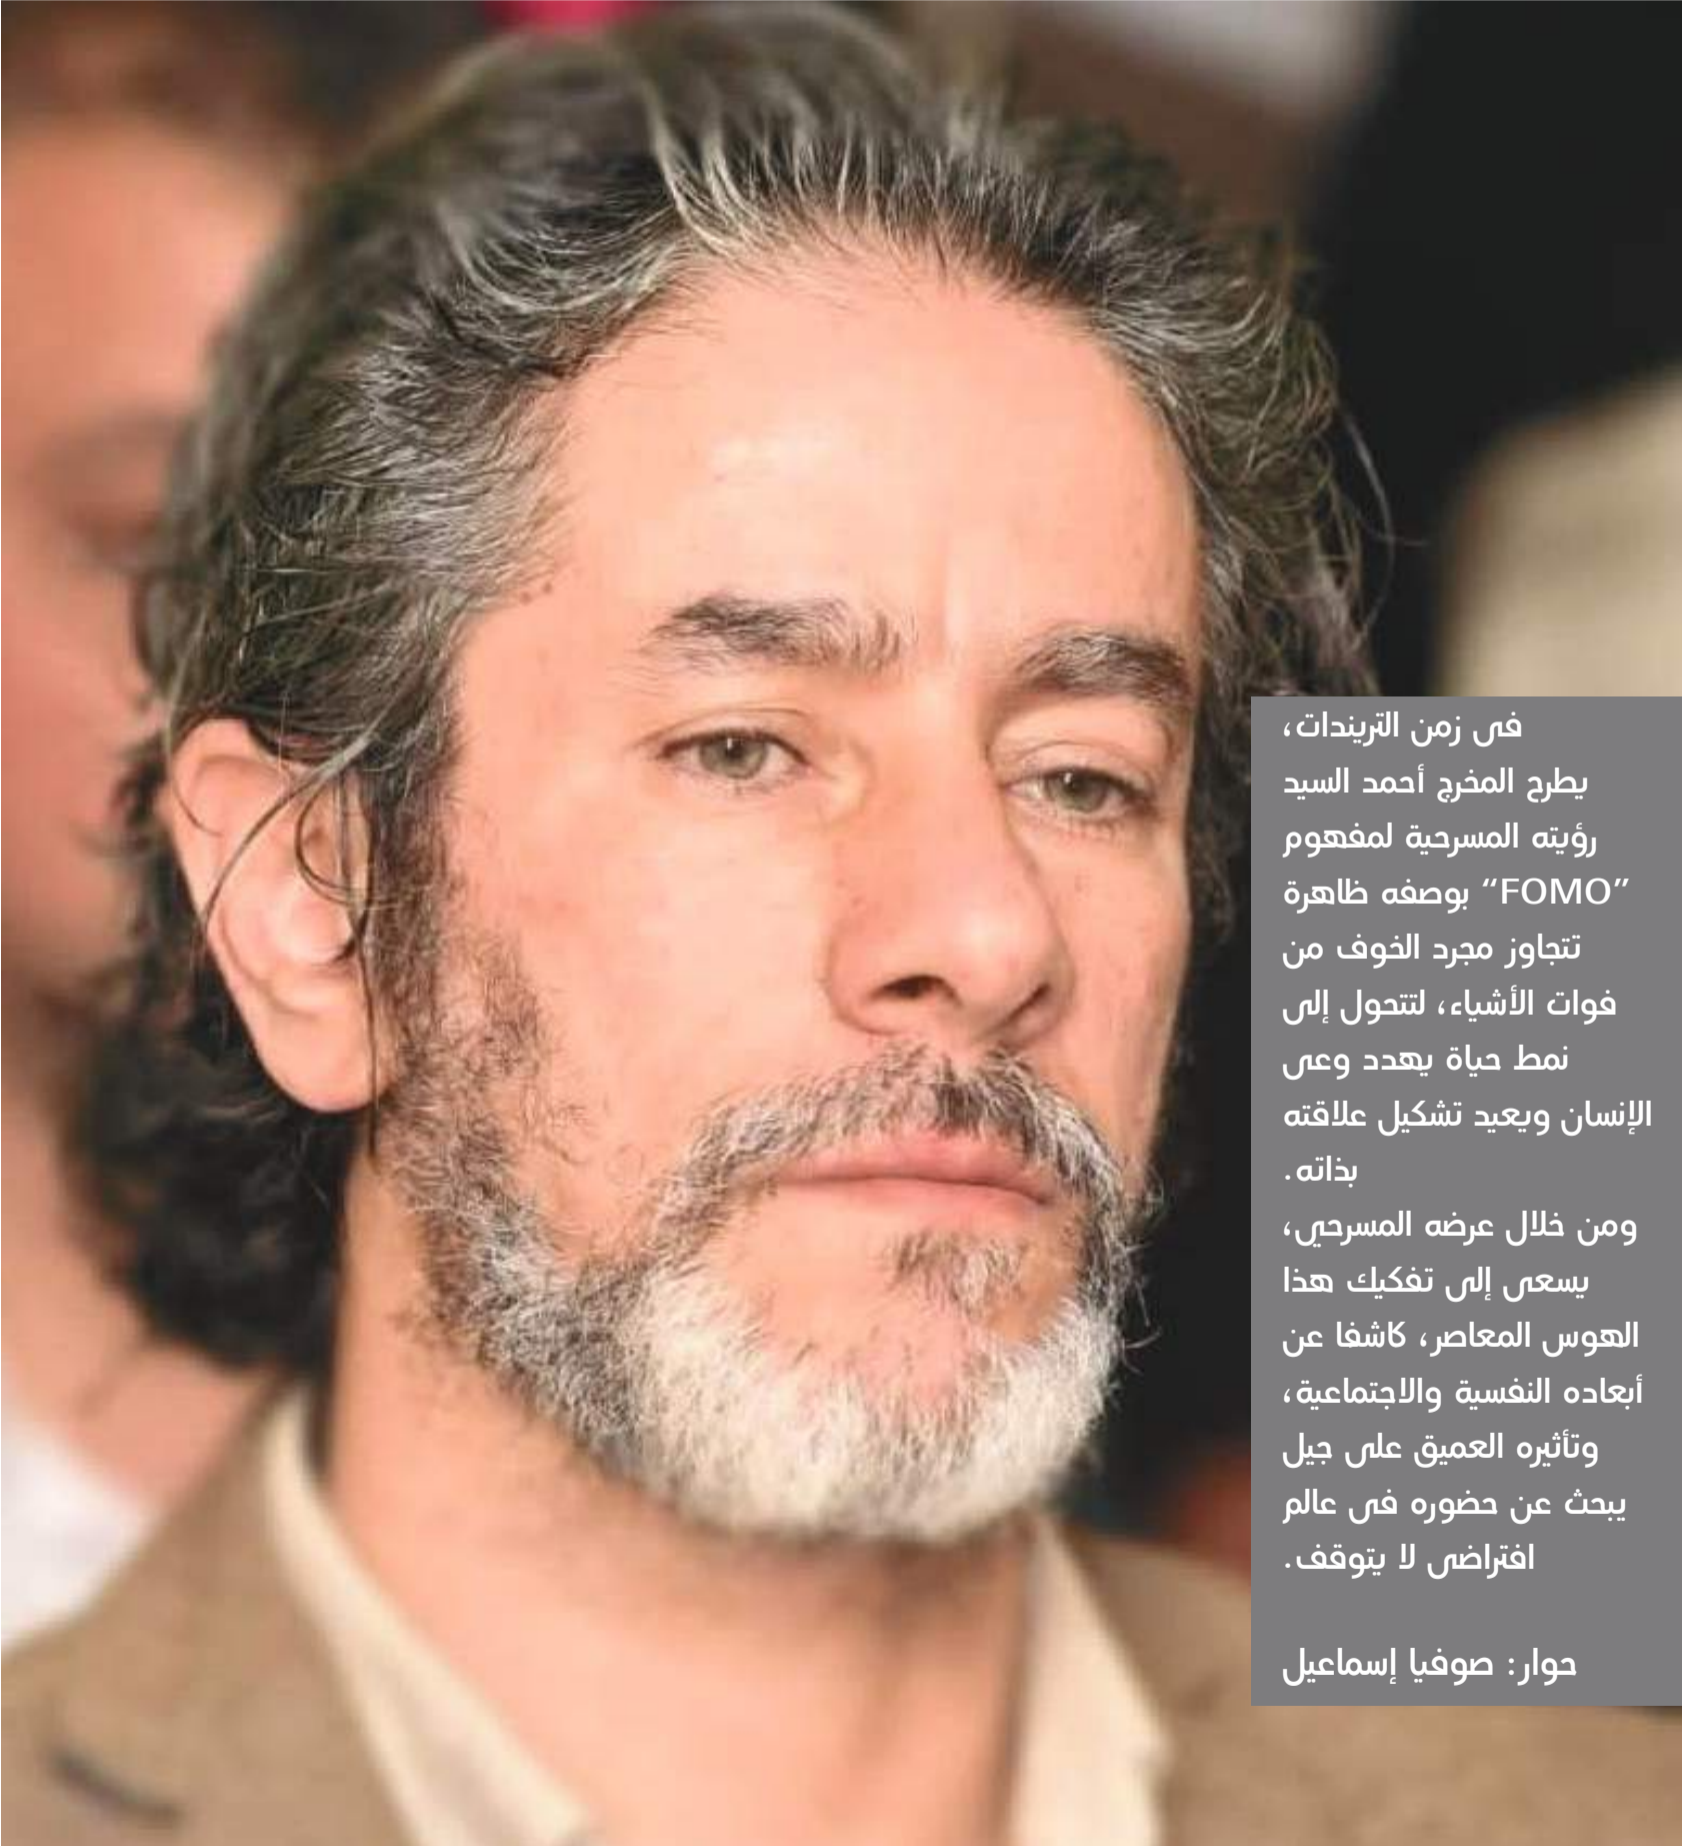 فى زمن التريندات،
يطرح المخرج أحمد السيد
رؤيته المسرحية لمفهوم
”FOMO“ بوصفه ظاهرة
تتجاوز مجرد الخوف من
فوات الأشياء، لتتحول إلى
نمط حياة يهدد وعى
الإنسان ويعيد تشكيل علاقته
بذاته.
ومن خلال عرضه المسرحي،
يسعى إلى تفكيك هذا
الهوس المعاصر، كاشفا عن
أبعاده النفسية والاجتماعية،
وتأثيره العميق على جيل
يبحث عن حضوره فى عالم
افتراضى لا يتوقف.
حوار: صوفيا إسماعيل